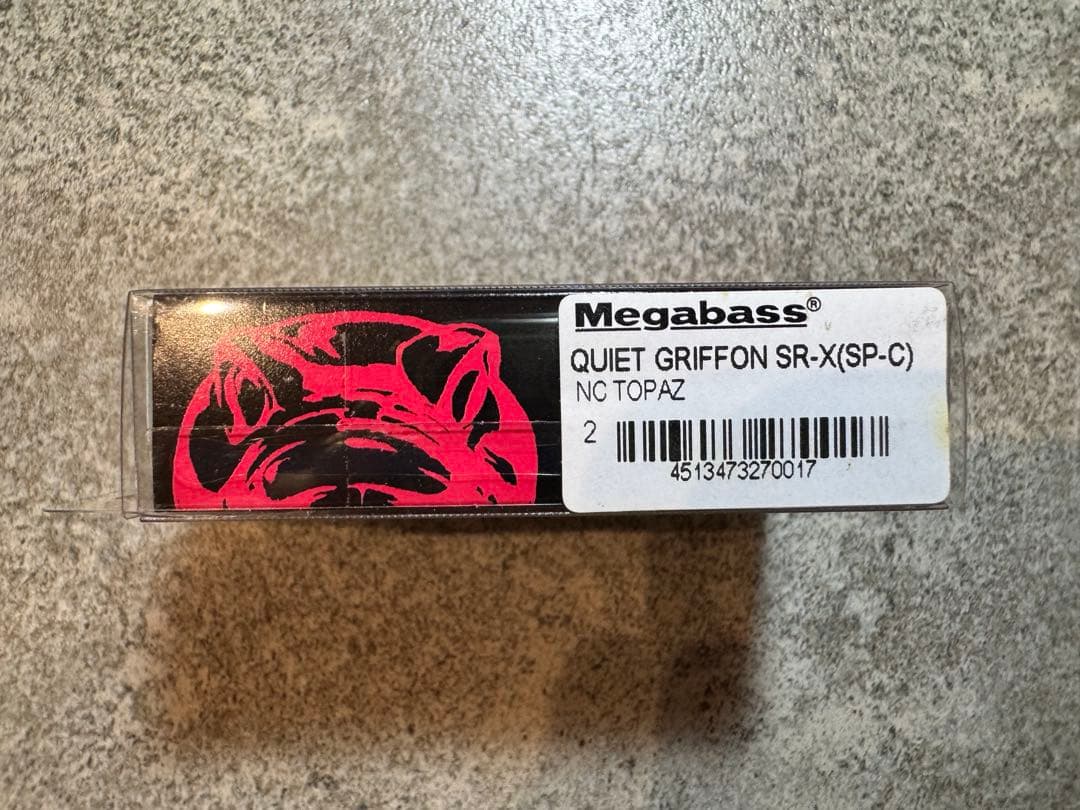 Megabass®
QUIET GRIFFON SR-X(SP-C)
NC TOPAZ
2
4513473270017